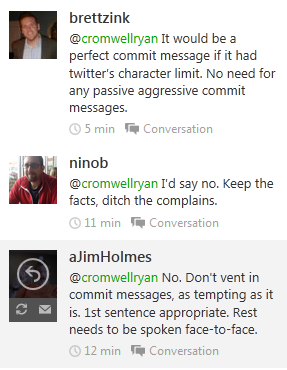 brettzink
@cromwellryan It would be a
perfect commit message if it had
twitter's character limit. No need for
any passive aggressive commit
messages.
5 min Conversation
ninob
@cromwellryan I'd say no. Keep the
facts, ditch the complains.
11 min Conversation
aJimHolmes
@cromwellryan No. Don't vent in
commit messages, as tempting as it
is. 1st sentence appropriate. Rest
needs to be spoken face-to-face.
12 min Conversation